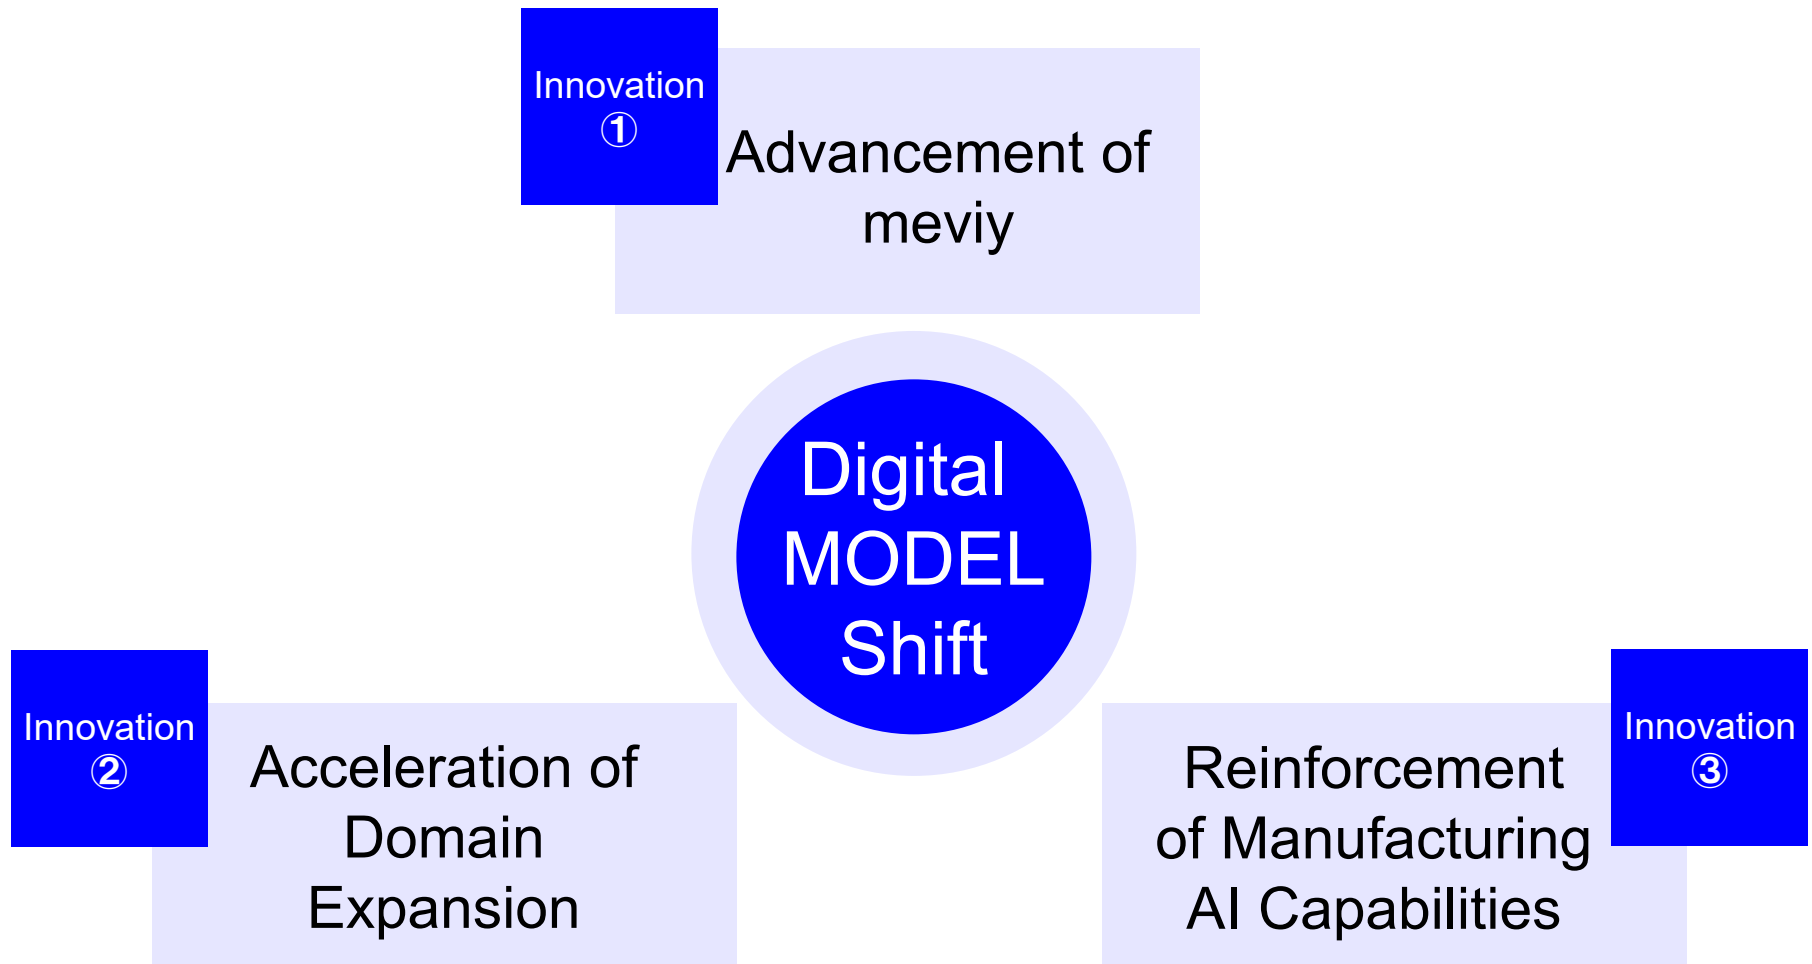 Innovation
①
Advancement of
meviy
Digital
MODEL
Shift
Innovation
②
Acceleration of
Domain
Expansion
Innovation
③
Reinforcement
of Manufacturing
AI Capabilities